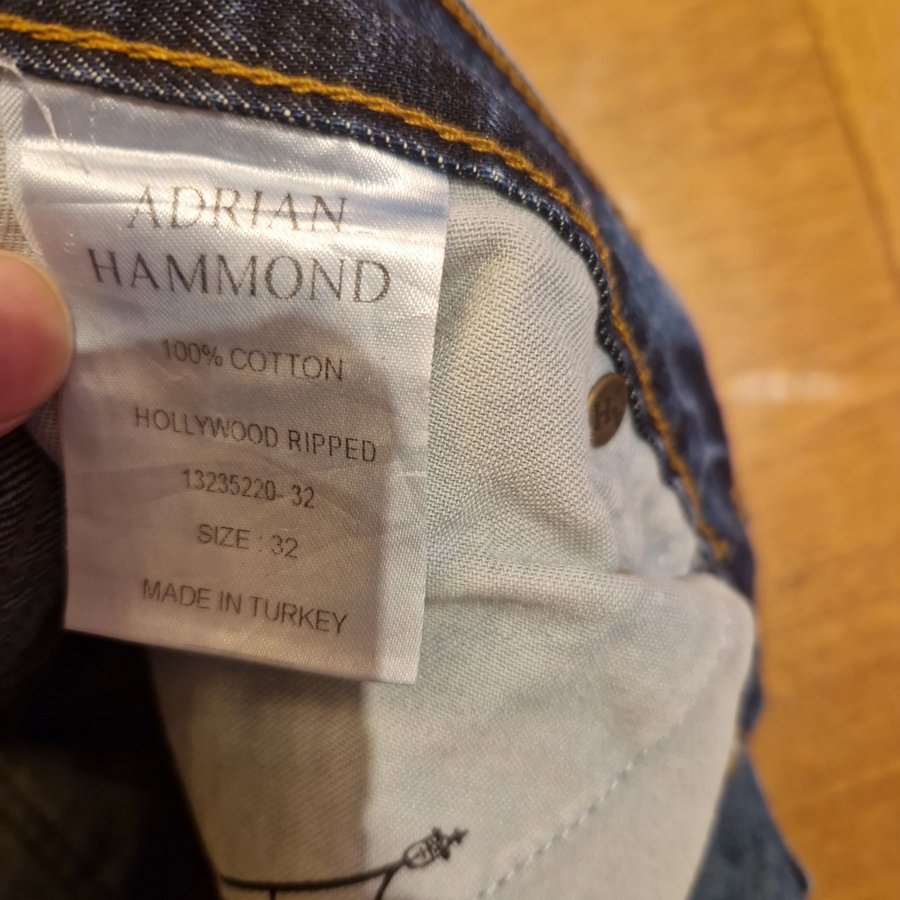 ADRIAN
HAMMOND
100% COTTON
HOLLYWOOD RIPPED
13235220- 32
SIZE : 32
MADE IN TURKEY